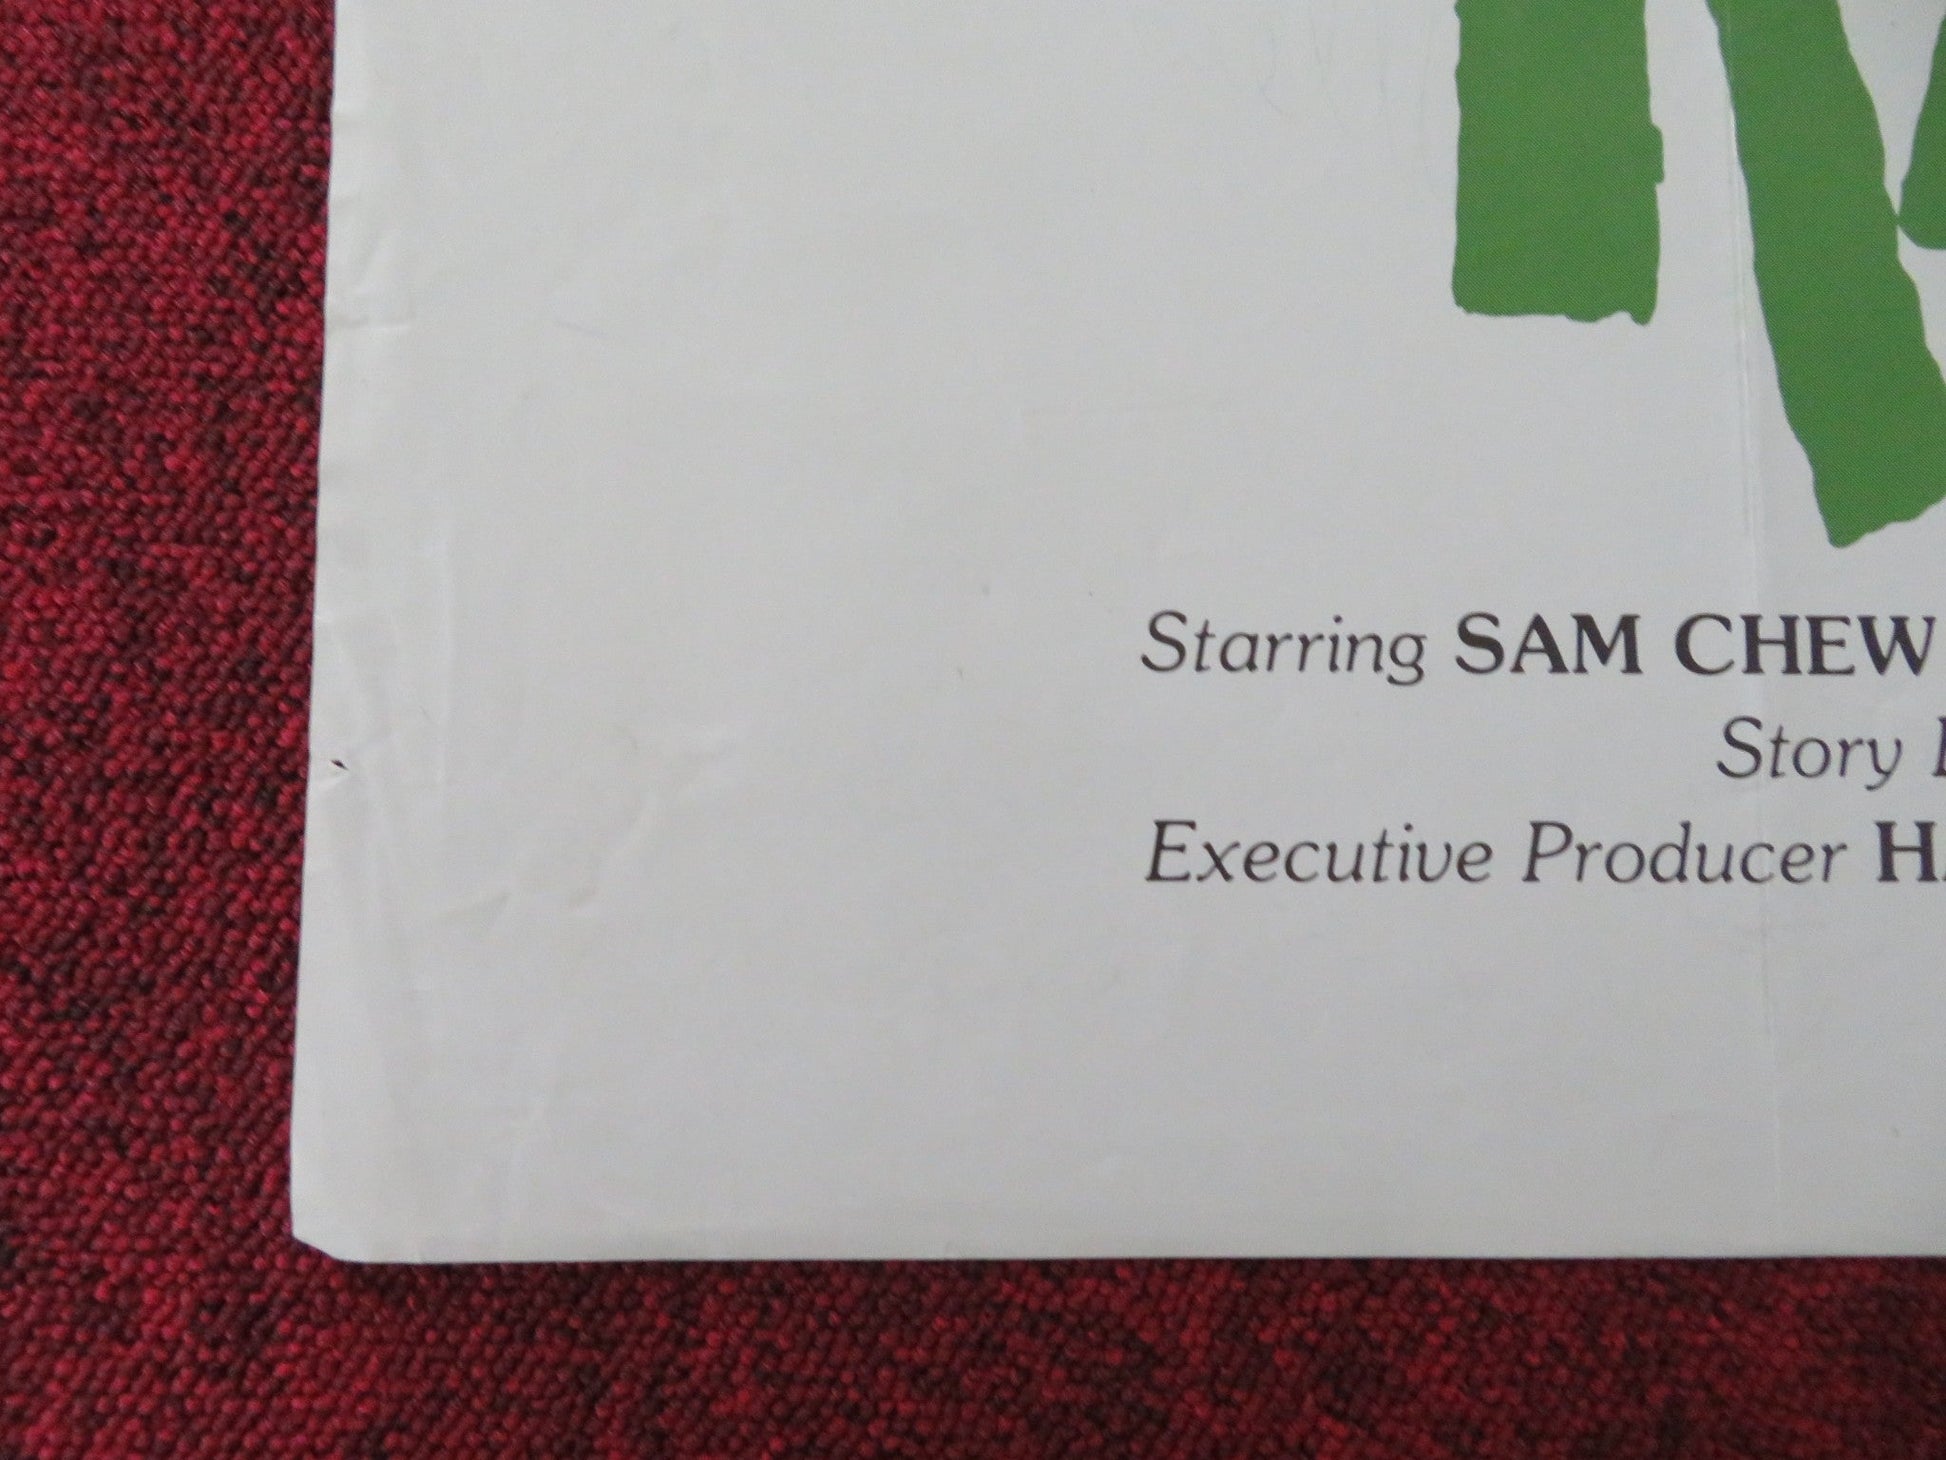 Starring SAM CHEW
Story
Executive Producer